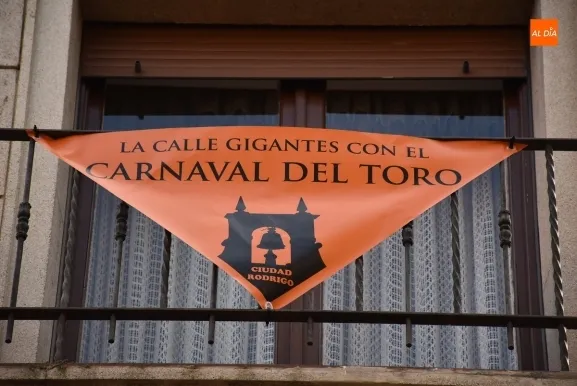 AL DÍA
LA CALLE GIGANTES CON EL
CARNAVAL DEL TORO
CIUDAD
RODRIGO